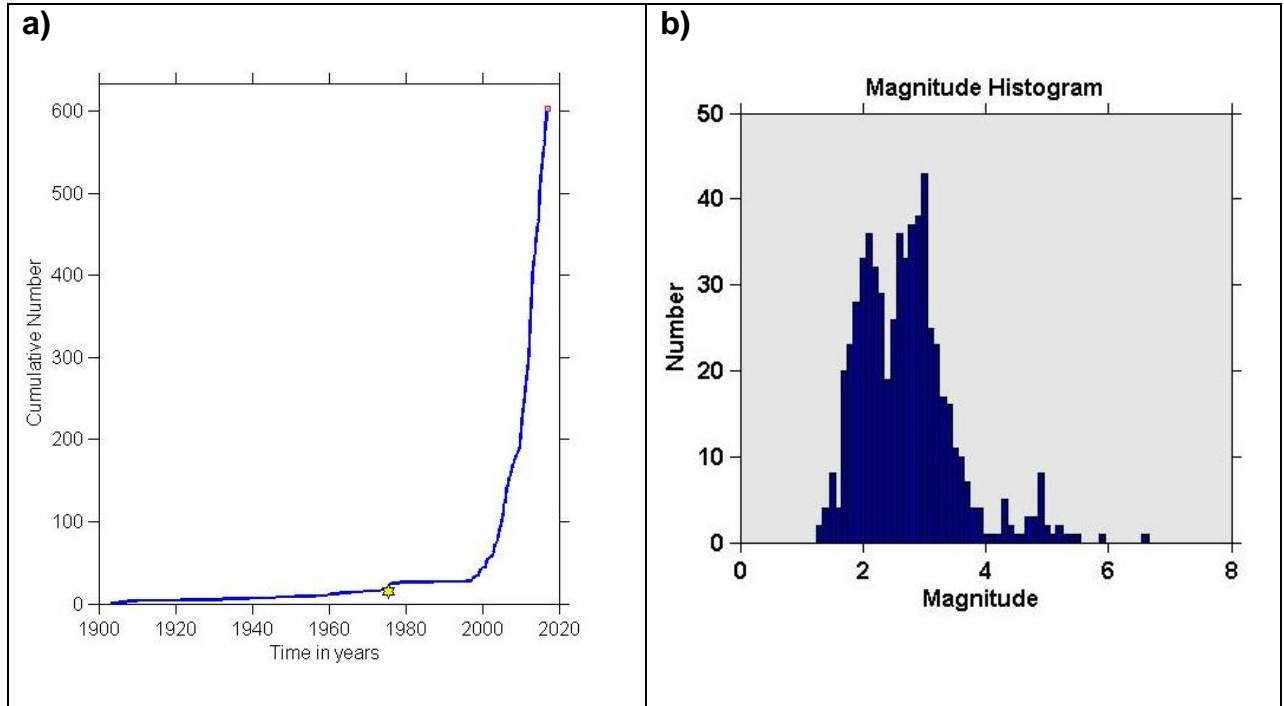 a)
600
500
400
300
200
100
0
Cumulative Number
1900 1920 1940 1960 1980 2000 2020
Time in years
b)
Magnitude Histogram
50
40
30
20
10
0
Number
0 2 4 6 8
Magnitude